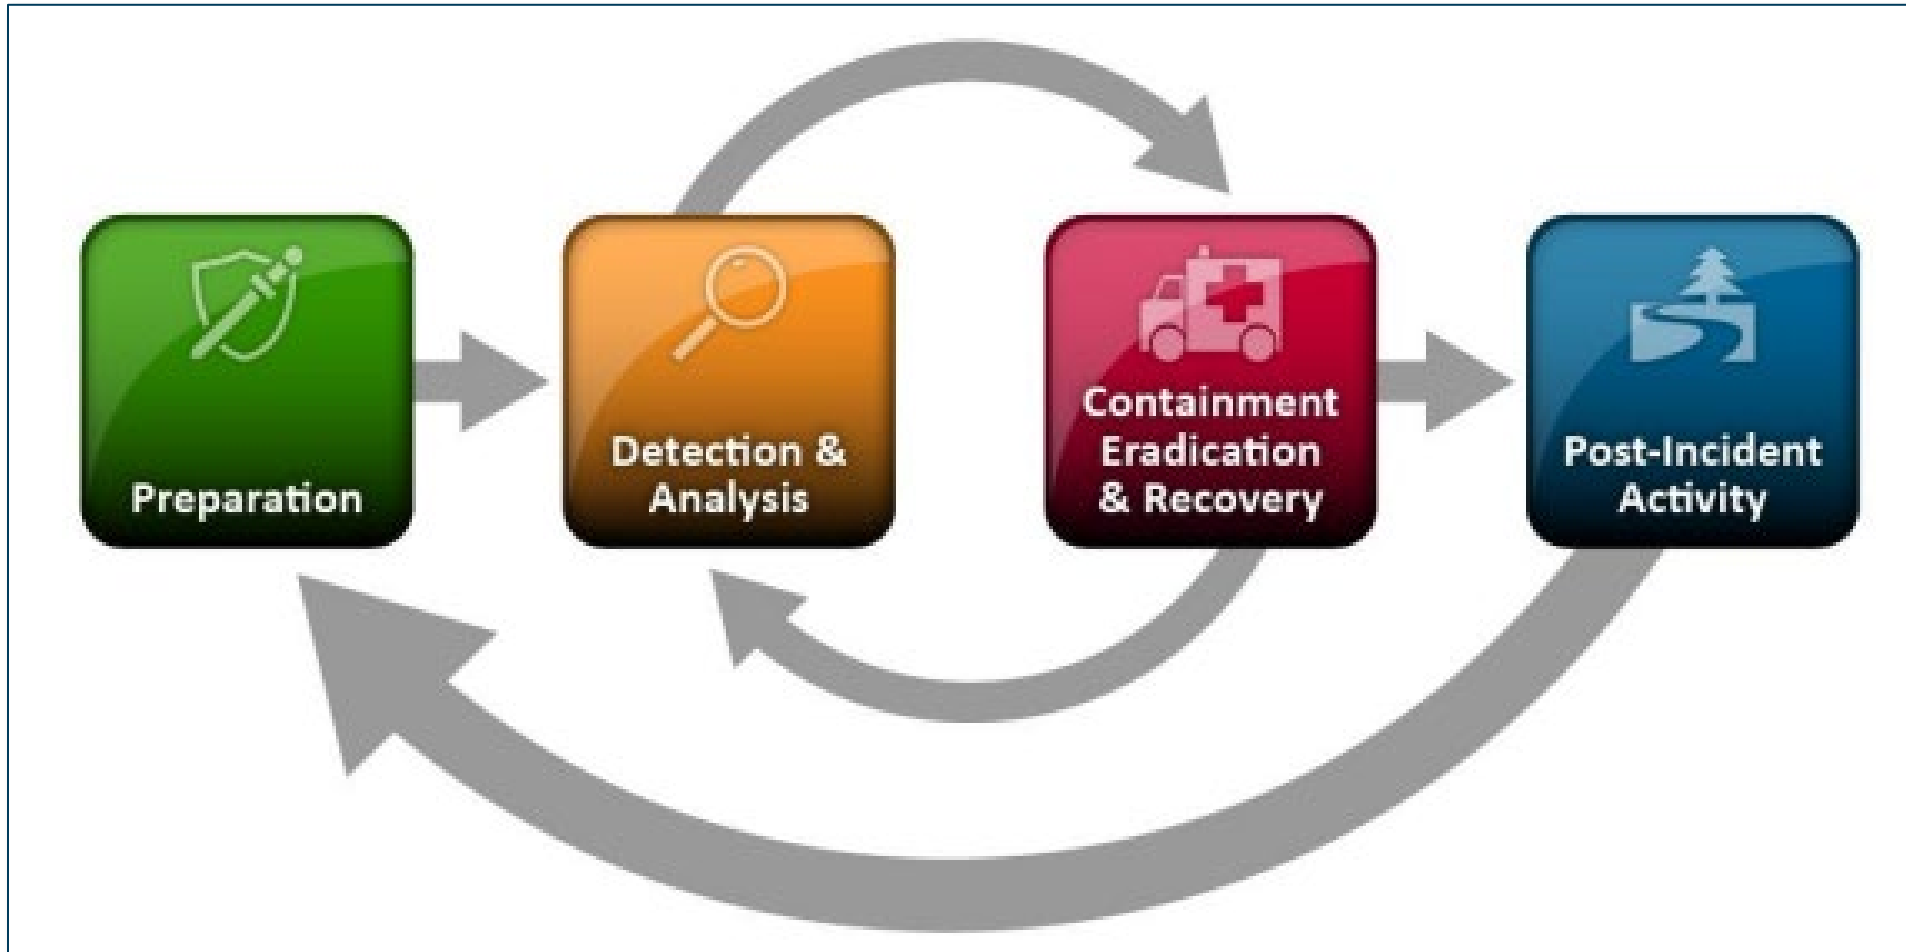 Preparation
Detection &
Analysis
Containment
Eradication
& Recovery
Post-Incident
Activity